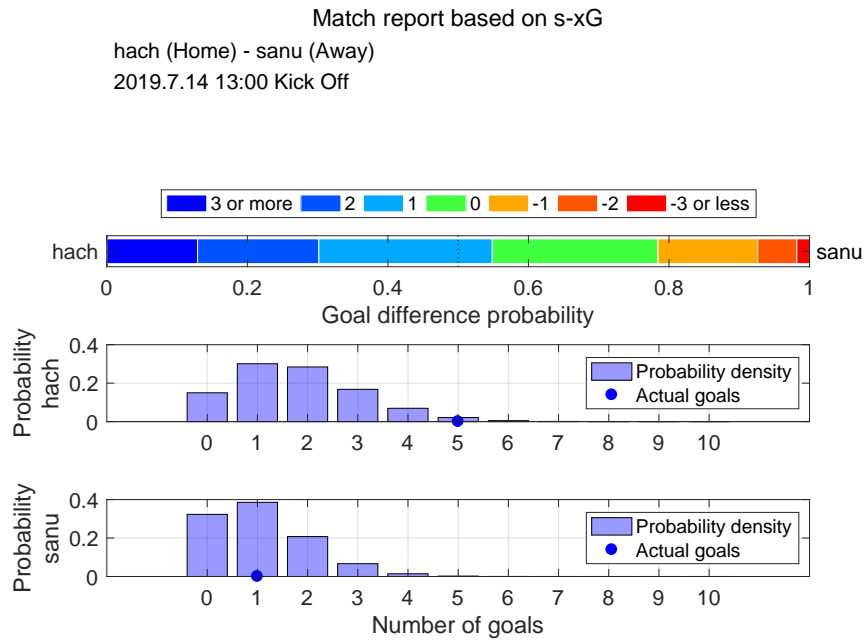 Match report based on s-xG
hach (Home) - sanu (Away)
2019.7.14 13:00 Kick Off
3 or more 2 1 0 -1 -2 -3 or less
hach sanu
0 0.2 0.4 0.6 0.8 1
Goal difference probability
Probability
hach
0.4
0.2
0
Probability density
Actual goals
0 1 2 3 4 5 6 7 8 9 10
Probability
sanu
0.4
0.2
0
Probability density
Actual goals
0 1 2 3 4 5 6 7 8 9 10
Number of goals